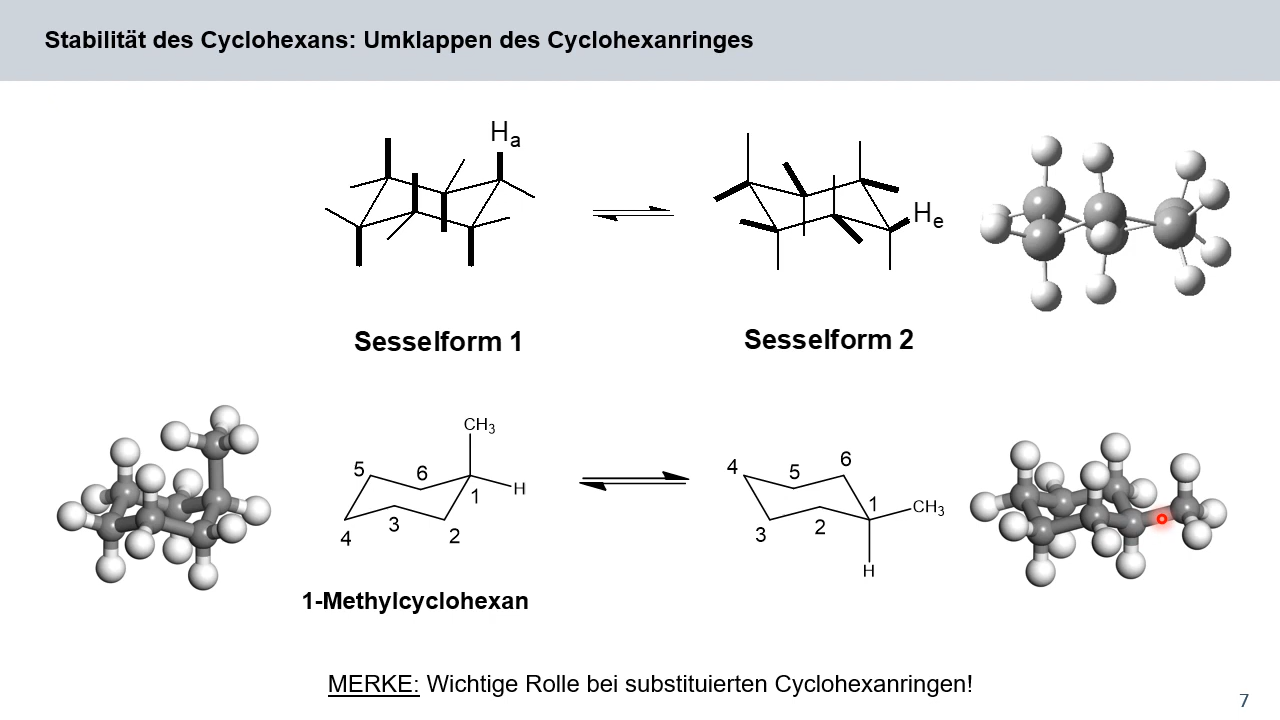 Stabilität des Cyclohexans: Umklappen des Cyclohexanringes
Ha
He
Sesselform 1
Sesselform 2
CH3
5
6
1
H
3
4
2
4
5
6
1
CH3
3
2
H
1-Methylcyclohexan
MERKE: Wichtige Rolle bei substituierten Cyclohexanringen!
7